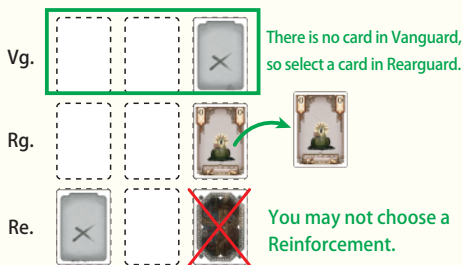 There is no card in Vanguard,
Vg.
so select a card in Rearguard.
Rg.
You may not choose a
Re.
Reinforcement.